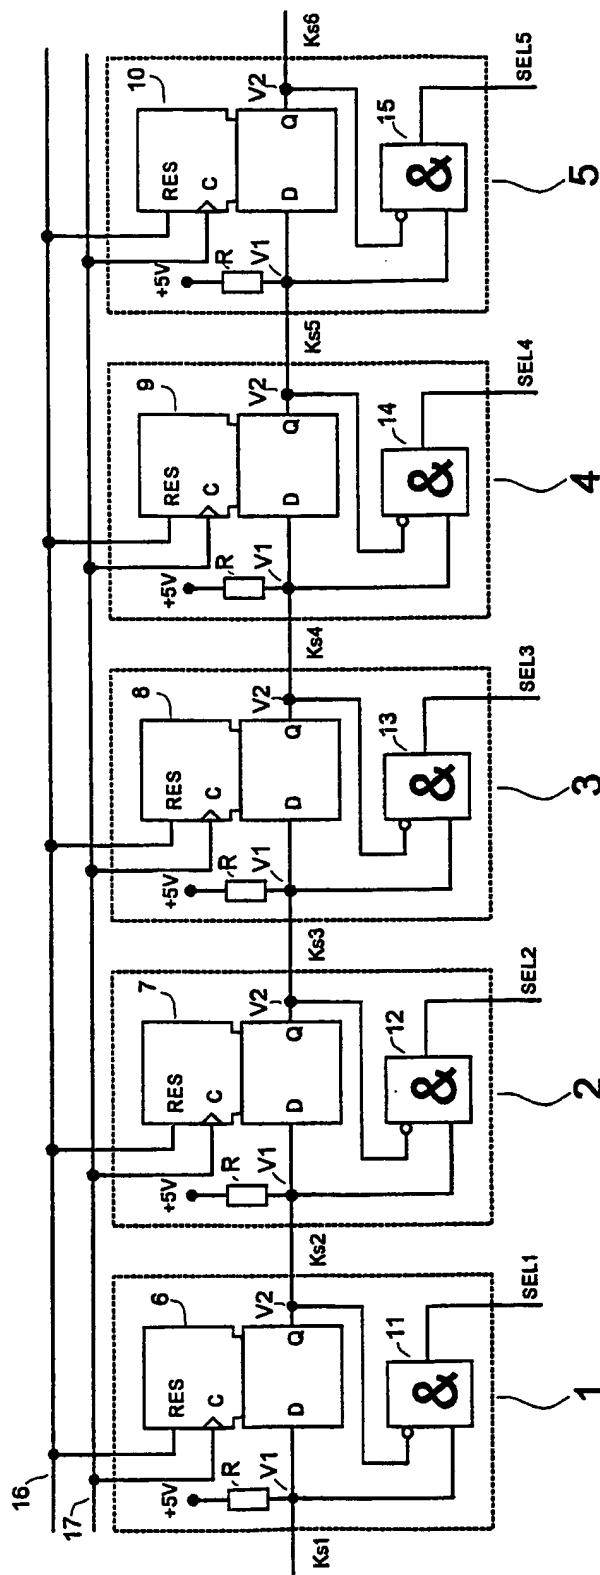 16
17
Ks1
+5V
R
V1
RES
C
D
Q
6
V2
11
&
SEL1
1
Ks2
+5V
R
V1
RES
C
D
Q
7
V2
12
&
SEL2
2
Ks3
+5V
R
V1
RES
C
D
Q
8
V2
13
&
SEL3
3
Ks4
+5V
R
V1
RES
C
D
Q
9
V2
14
&
SEL4
4
Ks5
+5V
R
V1
RES
C
D
Q
10
V2
15
&
SEL5
5
Ks6